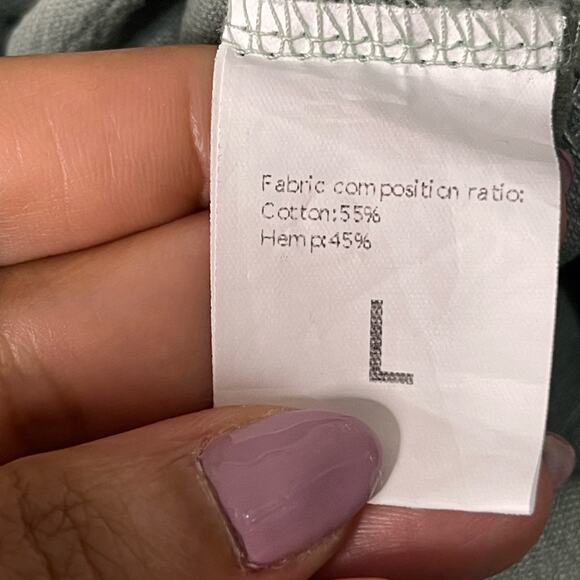 Fabric composition ratio:
Cotton:55%
Hemp:45%
L